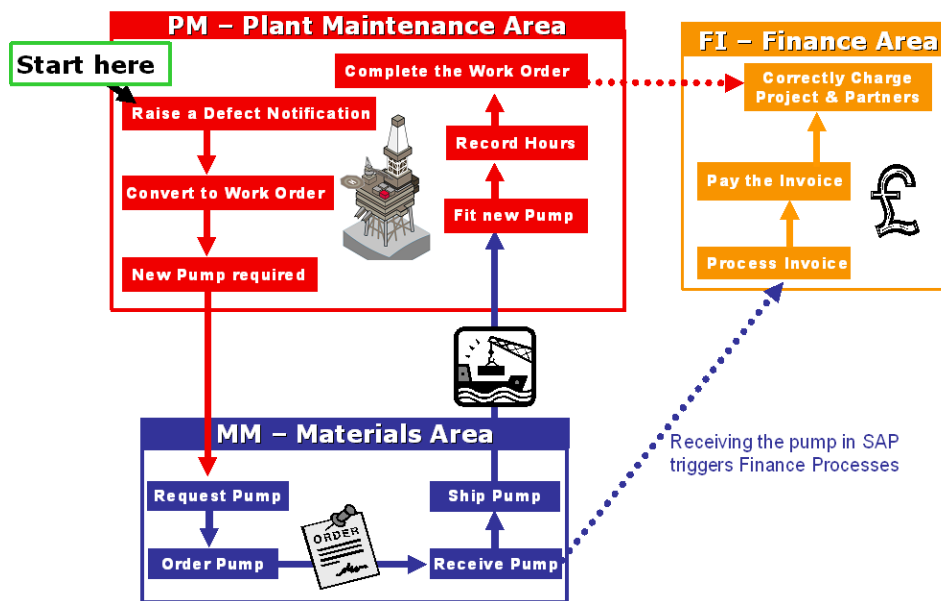 PM – Plant Maintenance Area
Start here
Raise a Defect Notification
Convert to Work Order
New Pump required
Complete the Work Order
Record Hours
Fit new Pump
FI – Finance Area
Correctly Charge
Project & Partners
Pay the Invoice
£
Process Invoice
MM – Materials Area
Request Pump
Order Pump
ORDER
Ship Pump
Receive Pump
Receiving the pump in SAP
triggers Finance Processes